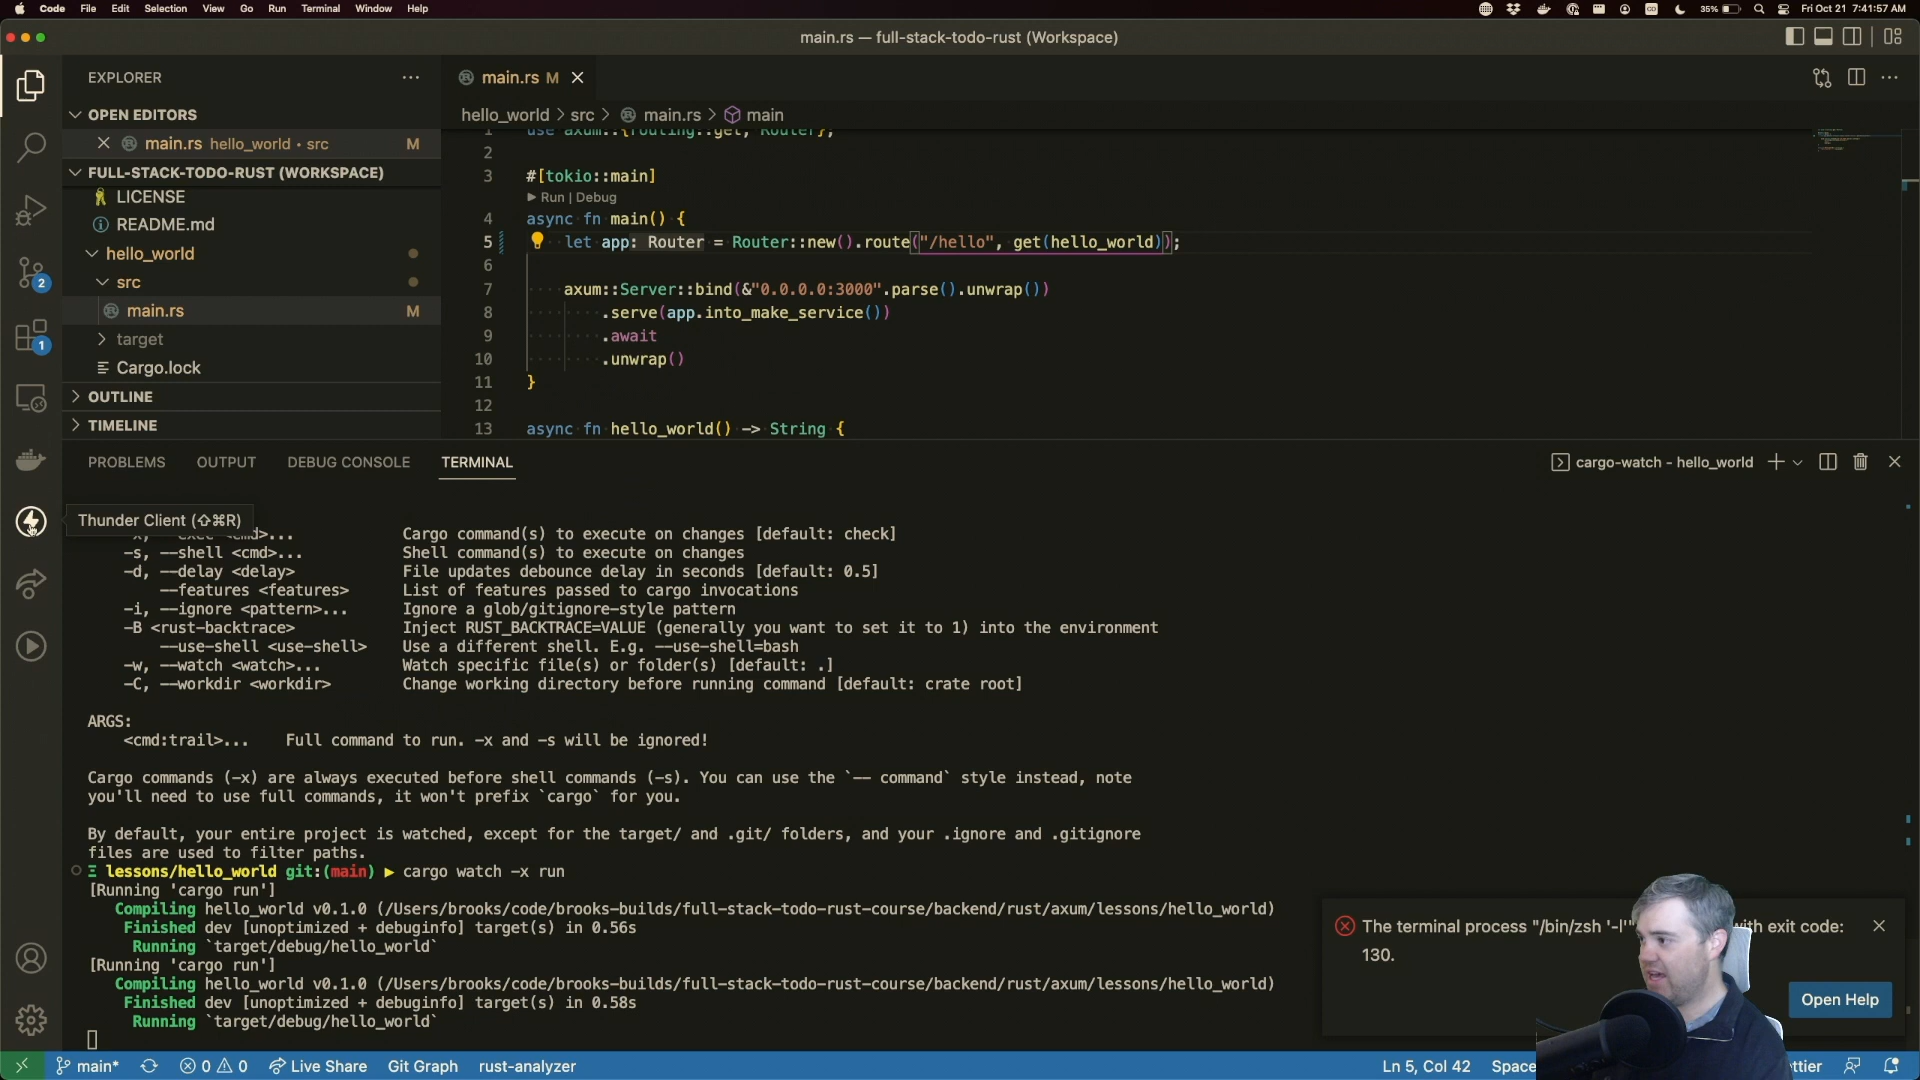 Code File Edit Selection View Go Run Terminal Window Help 35% Fri Oct 21 7:41:57 AM
main.rs — full-stack-todo-rust (Workspace)
EXPLORER
OPEN EDITORS
main.rs hello_world • src M
FULL-STACK-TODO-RUST (WORKSPACE)
LICENSE
README.md
hello_world
src
main.rs M
target
Cargo.lock
OUTLINE
TIMELINE
2
1
main.rs M
hello_world > src > main.rs > main
1 use axum::{routing::get, Router};
2
3 #[tokio::main]
Run | Debug
4 async fn main() {
5 let app: Router = Router::new().route("/hello", get(hello_world));
6
7 axum::Server::bind(&"0.0.0.0:3000".parse().unwrap())
8 .serve(app.into_make_service())
9 .await
10 .unwrap()
11 }
12
13 async fn hello_world() -> String {
PROBLEMS OUTPUT DEBUG CONSOLE TERMINAL
cargo-watch - hello_world
Thunder Client (⇧⌘R)
Cargo command(s) to execute on changes [default: check]
-s, --shell <cmd>... Shell command(s) to execute on changes
-d, --delay <delay> File updates debounce delay in seconds [default: 0.5]
--features <features> List of features passed to cargo invocations
-i, --ignore <pattern>... Ignore a glob/gitignore-style pattern
-B <rust-backtrace> Inject RUST_BACKTRACE=VALUE (generally you want to set it to 1) into the environment
--use-shell <use-shell> Use a different shell. E.g. --use-shell=bash
-w, --watch <watch>... Watch specific file(s) or folder(s) [default: .]
-C, --workdir <workdir> Change working directory before running command [default: crate root]
ARGS:
<cmd:trail>... Full command to run. -x and -s will be ignored!
Cargo commands (-x) are always executed before shell commands (-s). You can use the `-- command` style instead, note
you'll need to use full commands, it won't prefix `cargo` for you.
By default, your entire project is watched, except for the target/ and .git/ folders, and your .ignore and .gitignore
files are used to filter paths.
lessons/hello_world git:(main) ▶ cargo watch -x run
[Running 'cargo run']
Compiling hello_world v0.1.0 (/Users/brooks/code/brooks-builds/full-stack-todo-rust-course/backend/rust/axum/lessons/hello_world)
Finished dev [unoptimized + debuginfo] target(s) in 0.56s
Running `target/debug/hello_world`
[Running 'cargo run']
Compiling hello_world v0.1.0 (/Users/brooks/code/brooks-builds/full-stack-todo-rust-course/backend/rust/axum/lessons/hello_world)
Finished dev [unoptimized + debuginfo] target(s) in 0.58s
Running `target/debug/hello_world`
The terminal process "/bin/zsh '-l'" with exit code:
130.
Open Help
main* 0 0 Live Share Git Graph rust-analyzer Ln 5, Col 42